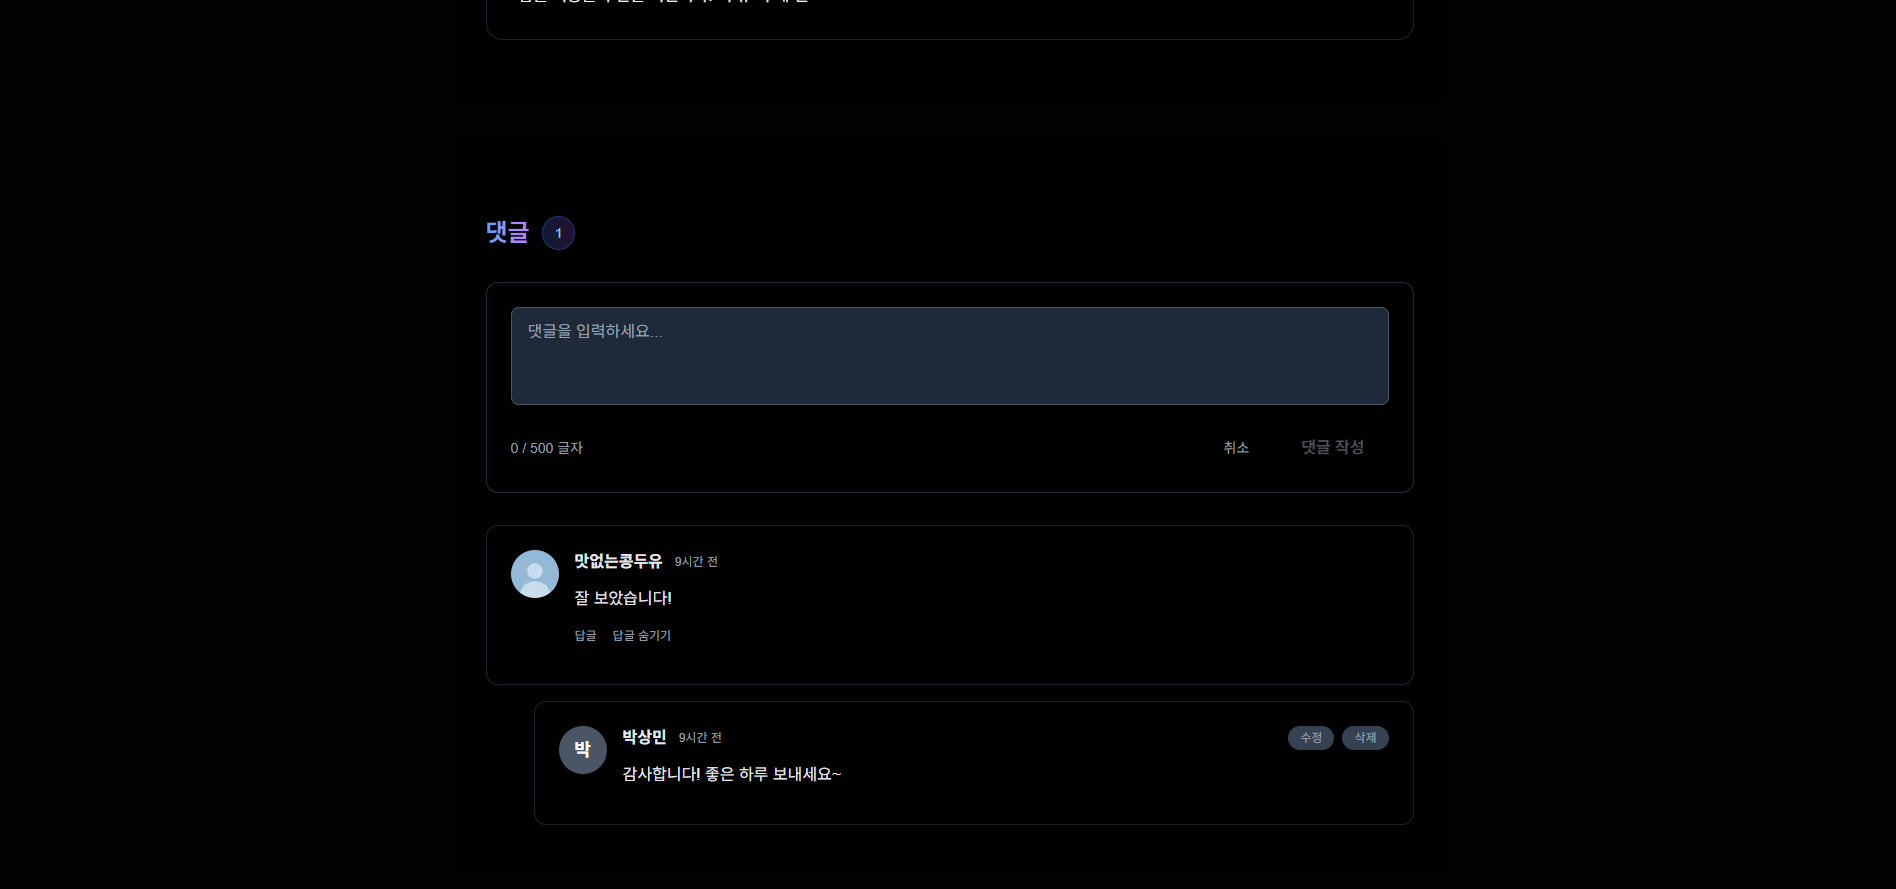 댓글 1
댓글을 입력하세요...
0 / 500 글자 취소 댓글 작성
맛없는콩두유 9시간 전
잘 보았습니다!
답글 답글 숨기기
박 박상민 9시간 전 수정 삭제
감사합니다! 좋은 하루 보내세요~